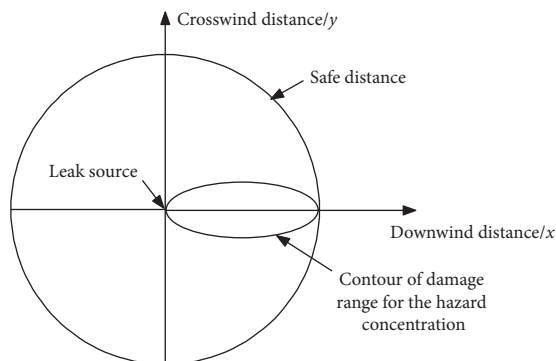 Crosswind distance/y
Safe distance
Leak source
Downwind distance/x
Contour of damage
range for the hazard
concentration